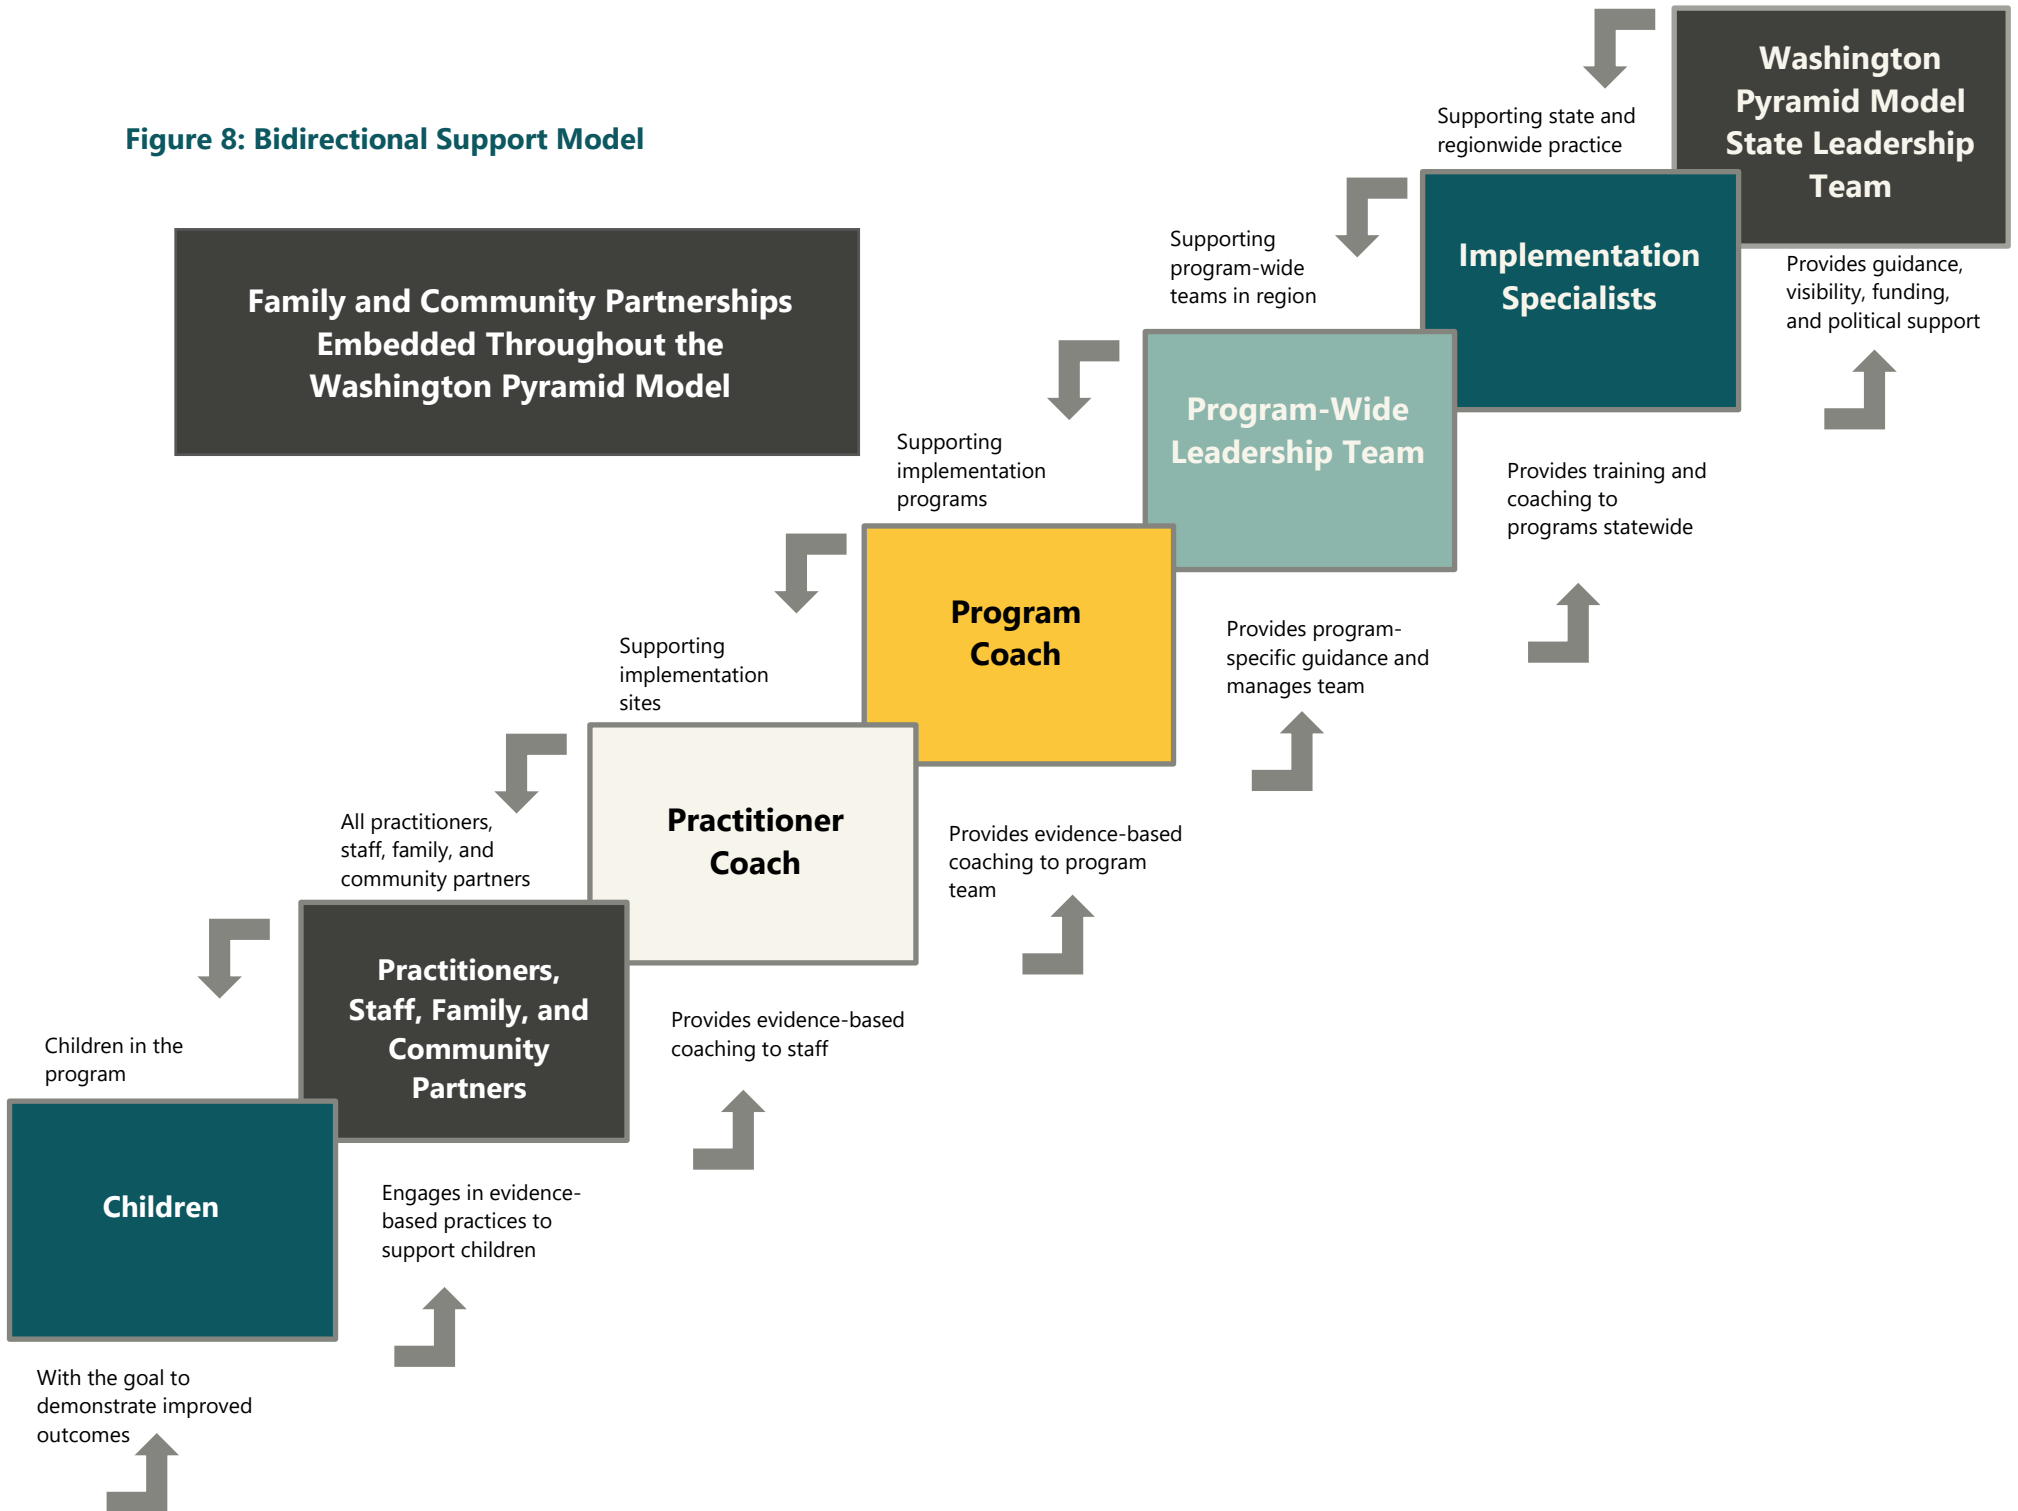 Figure 8: Bidirectional Support Model
Family and Community Partnerships
Embedded Throughout the
Washington Pyramid Model
Washington
Pyramid Model
State Leadership
Team
Provides guidance,
visibility, funding,
and political support
Supporting state and
regionwide practice
Implementation
Specialists
Provides training and
coaching to
programs statewide
Supporting
program-wide
teams in region
Program-Wide
Leadership Team
Provides program-
specific guidance and
manages team
Supporting
implementation
programs
Program
Coach
Provides evidence-based
coaching to program
team
Supporting
implementation
sites
Practitioner
Coach
Provides evidence-based
coaching to staff
All practitioners,
staff, family, and
community partners
Practitioners,
Staff, Family, and
Community
Partners
Engages in evidence-
based practices to
support children
Children in the
program
Children
With the goal to
demonstrate improved
outcomes